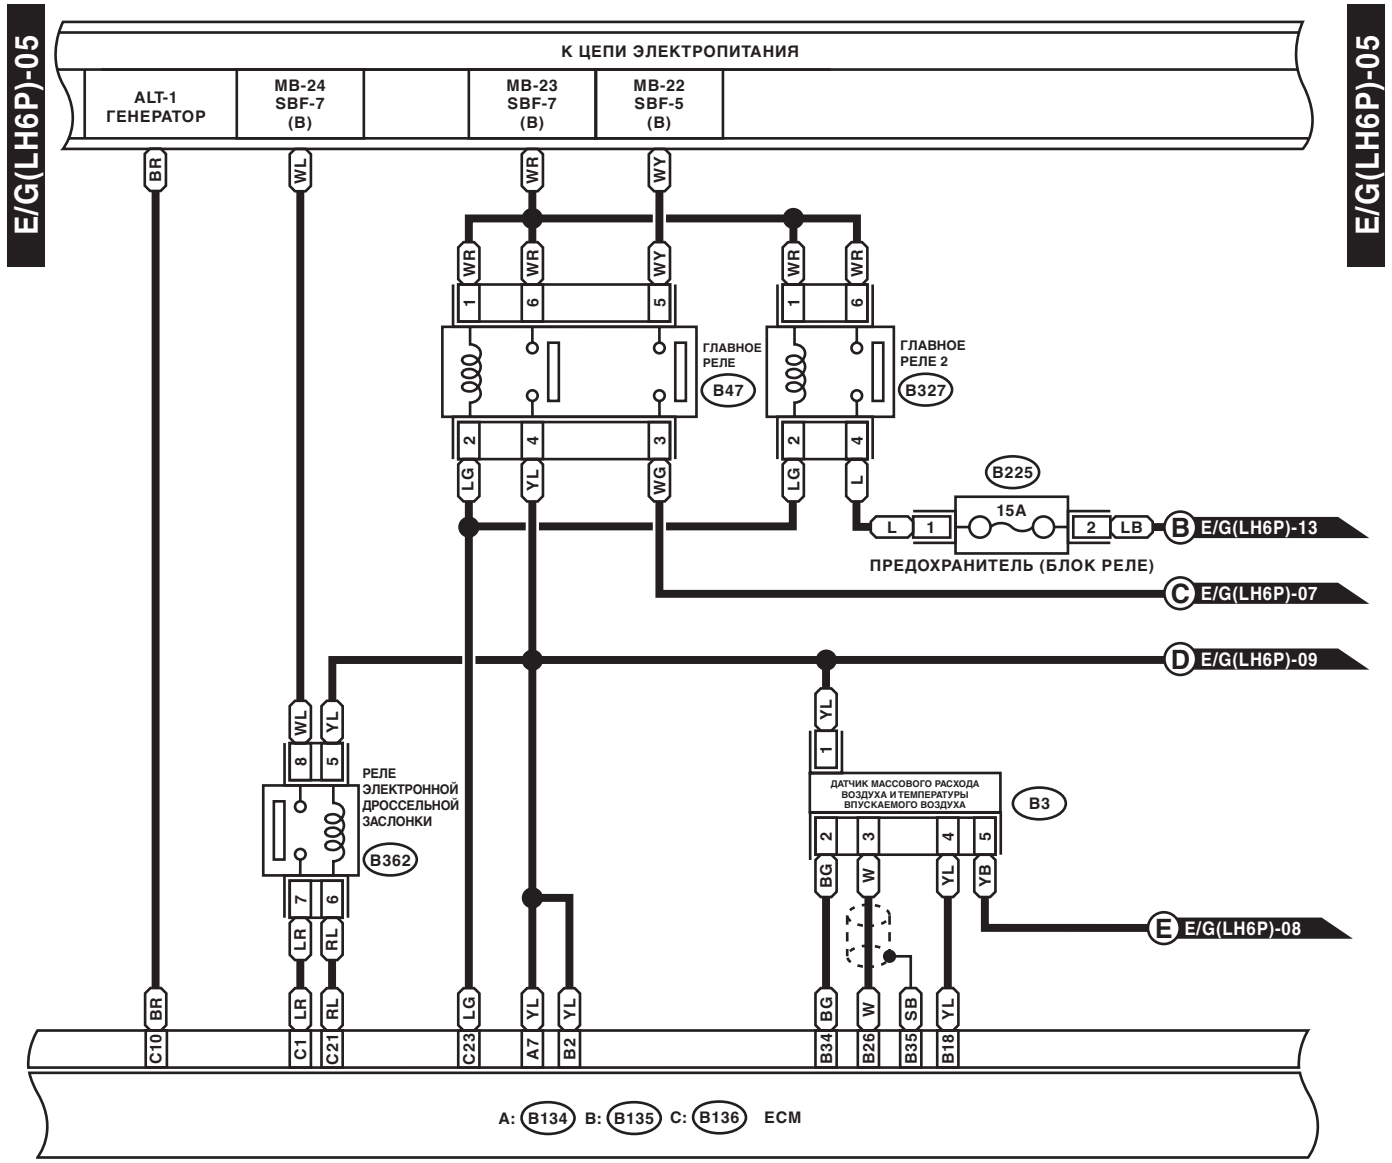 E/G(LH6P)-05
E/G(LH6P)-05
К ЦЕПИ ЭЛЕКТРОПИТАНИЯ
ALT-1
ГЕНЕРАТОР
MB-24
SBF-7
(B)
MB-23
SBF-7
(B)
MB-22
SBF-5
(B)
BR
WL
WR
WY
WR
WR
WY
WR
WR
1
6
5
1
6
ГЛАВНОЕ
РЕЛЕ
B47
ГЛАВНОЕ
РЕЛЕ 2
B327
2
4
3
2
4
LG
YL
WG
LG
L
B225
15A
L
1
2
LB
B
E/G(LH6P)-13
ПРЕДОХРАНИТЕЛЬ (БЛОК РЕЛЕ)
C
E/G(LH6P)-07
D
E/G(LH6P)-09
WL
YL
YL
8
5
1
РЕЛЕ
ЭЛЕКТРОННОЙ
ДРОССЕЛЬНОЙ
ЗАСЛОНКИ
B362
ДАТЧИК МАССОВОГО РАСХОДА
ВОЗДУХА И ТЕМПЕРАТУРЫ
ВПУСКАЕМОГО ВОЗДУХА
B3
2
3
4
5
7
6
BG
W
YL
YB
LR
RL
E
E/G(LH6P)-08
BR
LR
RL
LG
YL
YL
BG
W
SB
YL
C10
C1
C21
C23
A7
B2
B34
B26
B35
B18
A: B134 B: B135 C: B136 ECM